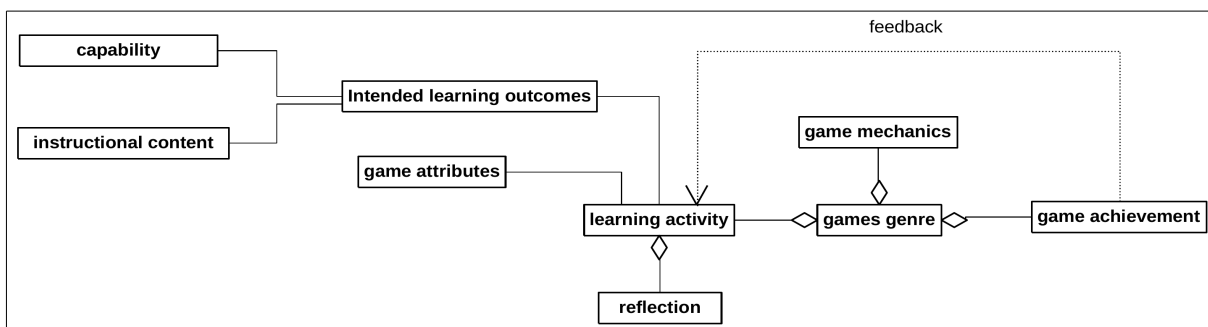 feedback
capability
Intended learning outcomes
game mechanics
instructional content
game attributes
learning activity
games genre
game achievement
reflection